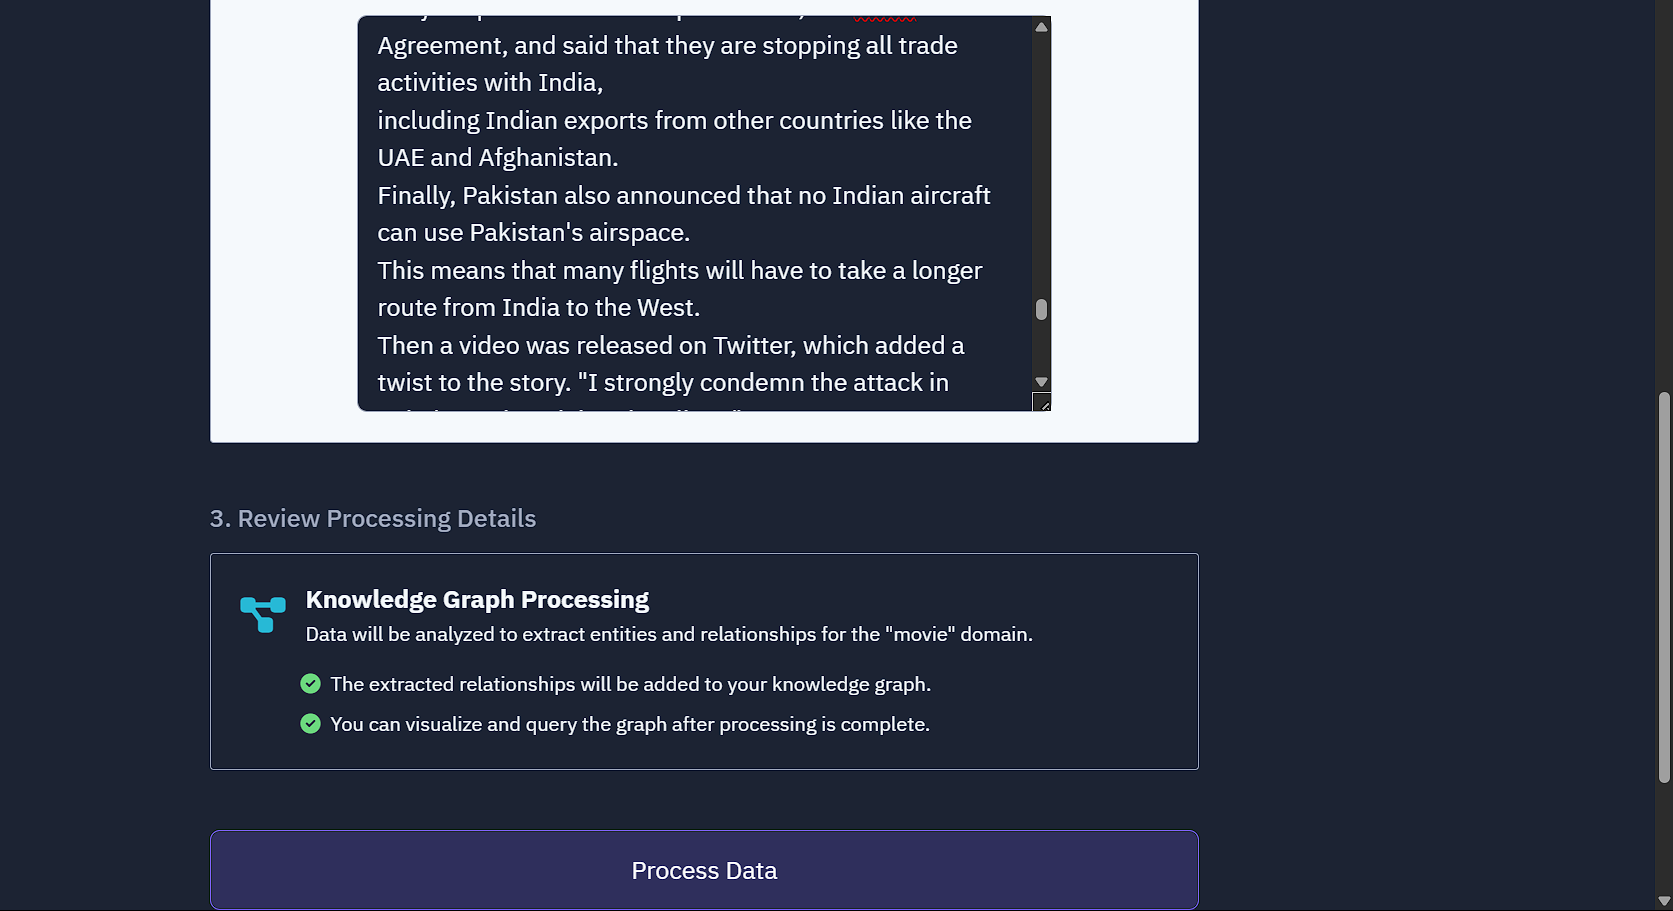 Agreement, and said that they are stopping all trade
activities with India,
including Indian exports from other countries like the
UAE and Afghanistan.
Finally, Pakistan also announced that no Indian aircraft
can use Pakistan's airspace.
This means that many flights will have to take a longer
route from India to the West.
Then a video was released on Twitter, which added a
twist to the story. "I strongly condemn the attack in
3. Review Processing Details
Knowledge Graph Processing
Data will be analyzed to extract entities and relationships for the "movie" domain.
The extracted relationships will be added to your knowledge graph.
You can visualize and query the graph after processing is complete.
Process Data